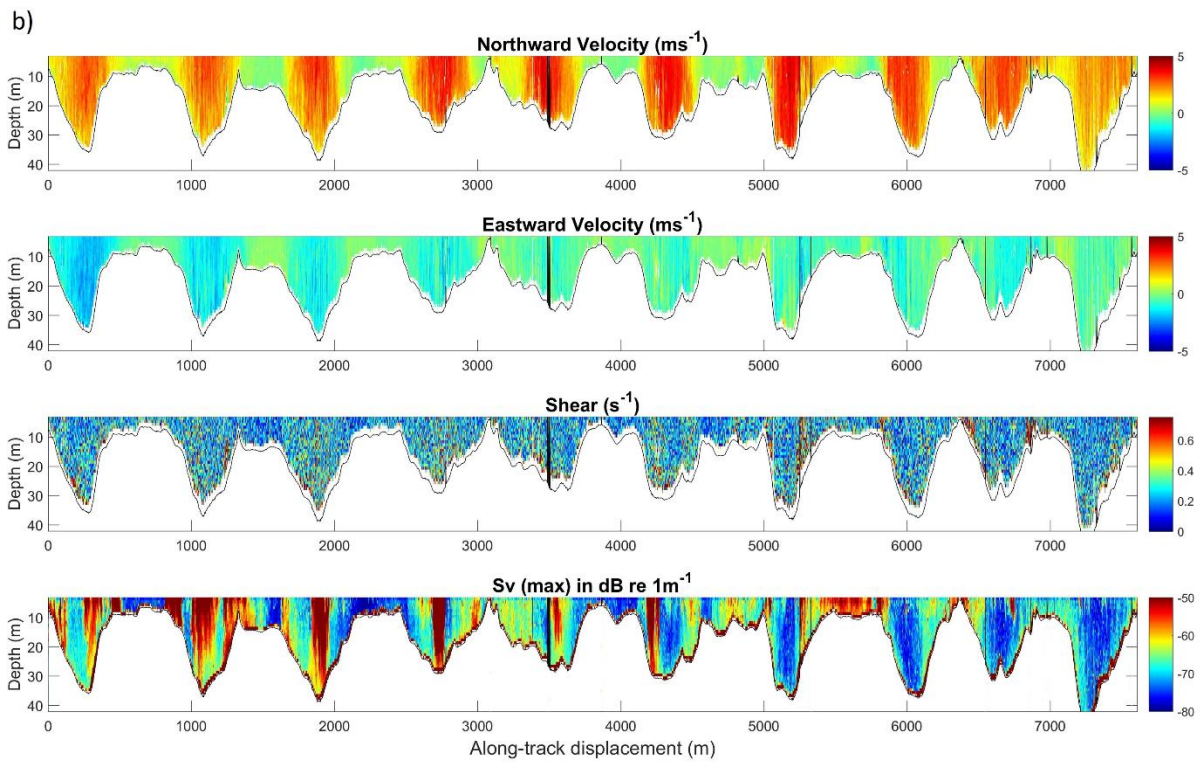 b)
Northward Velocity (ms⁻¹)
Depth (m)
10
20
30
40
0 1000 2000 3000 4000 5000 6000 7000
5
0
-5
Eastward Velocity (ms⁻¹)
Depth (m)
10
20
30
40
0 1000 2000 3000 4000 5000 6000 7000
5
0
-5
Shear (s⁻¹)
Depth (m)
10
20
30
40
0 1000 2000 3000 4000 5000 6000 7000
0.6
0.4
0.2
0
Sv (max) in dB re 1m⁻¹
Depth (m)
10
20
30
40
0 1000 2000 3000 4000 5000 6000 7000
-50
-60
-70
-80
Along-track displacement (m)